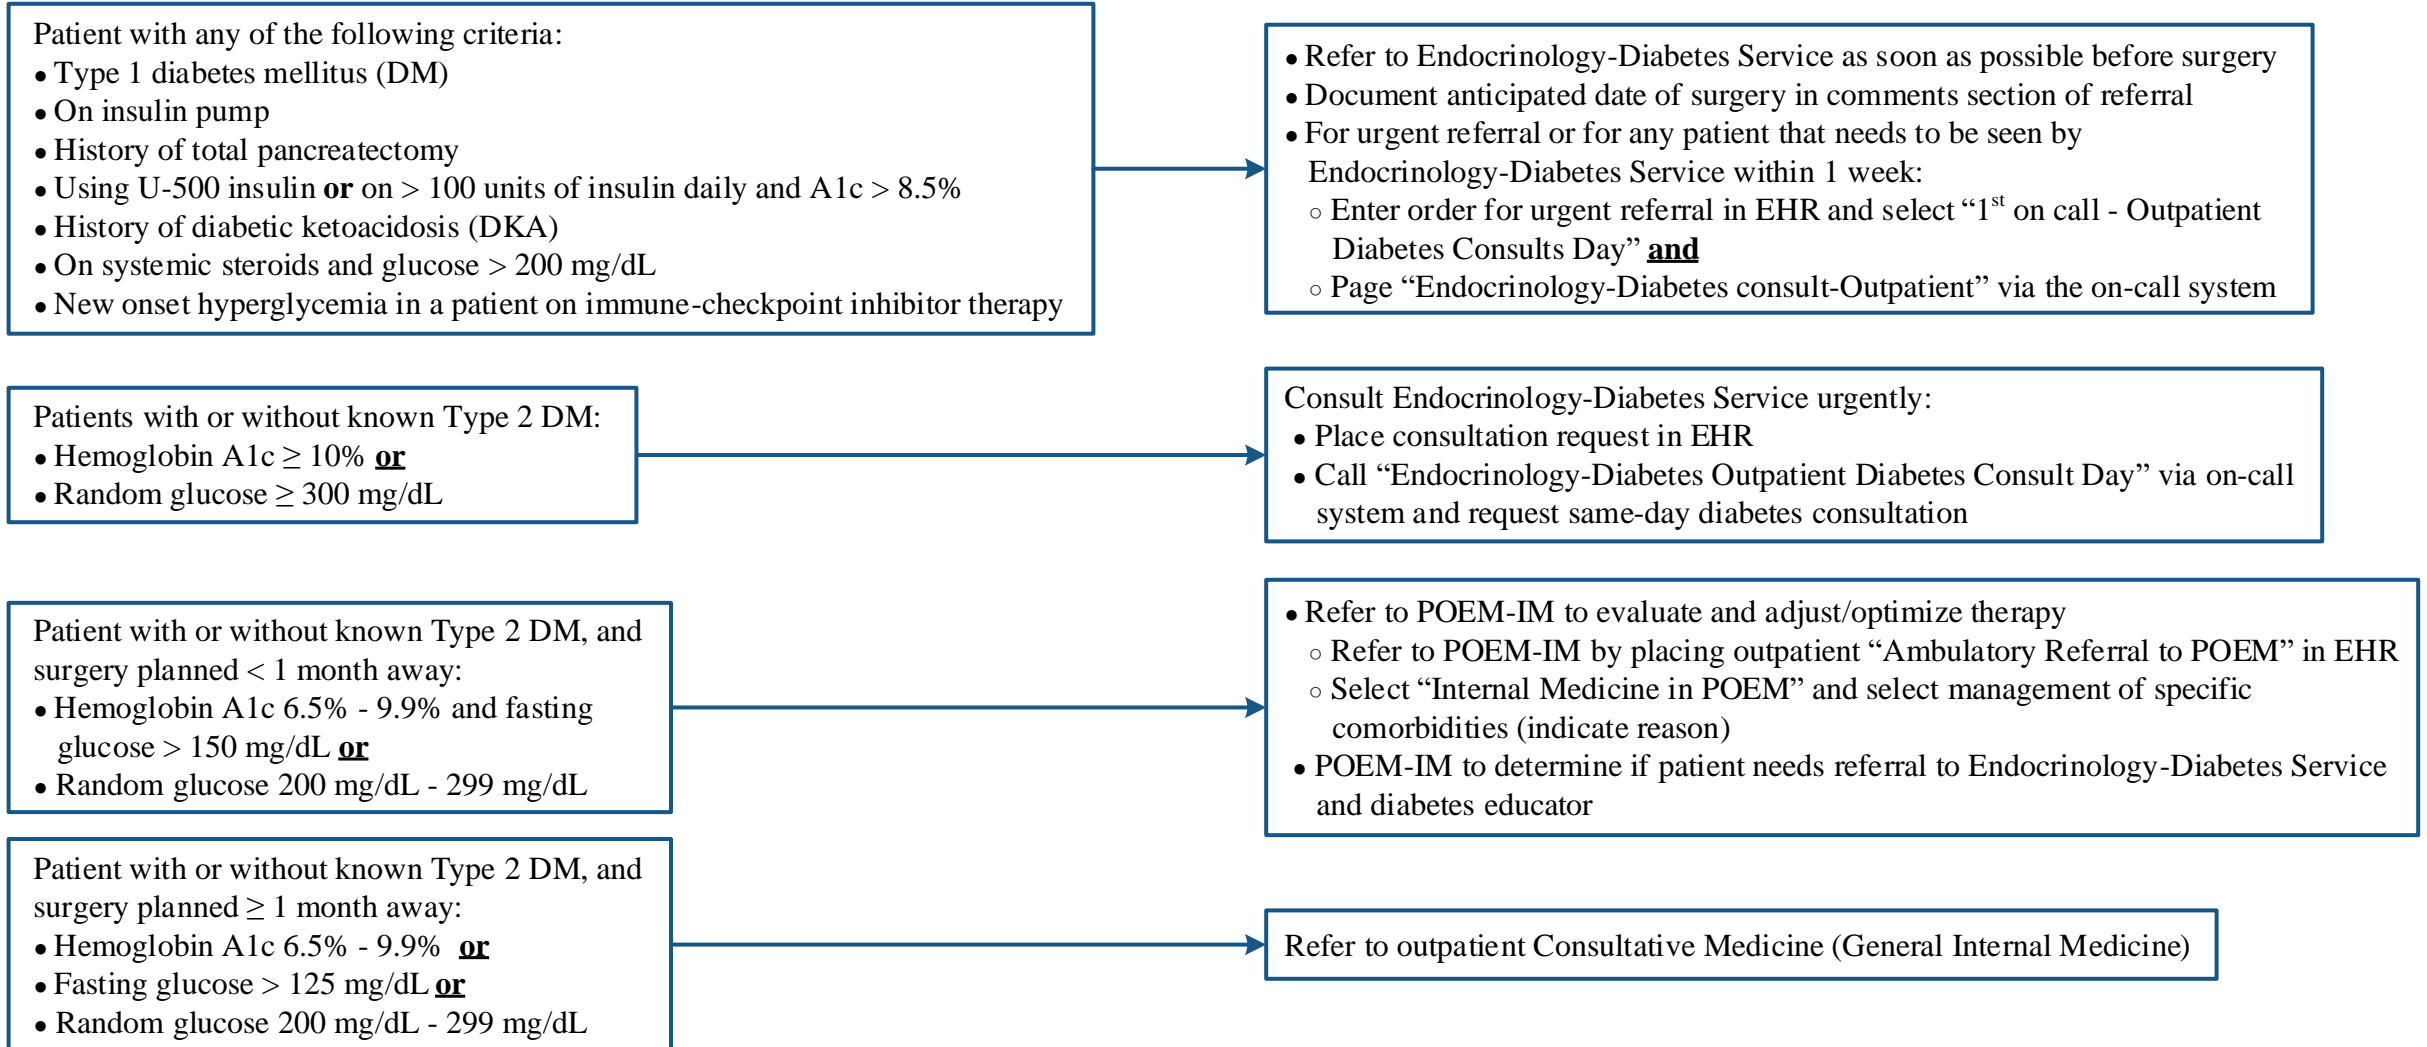 Patient with any of the following criteria:
● Type 1 diabetes mellitus (DM)
● On insulin pump
● History of total pancreatectomy
● Using U-500 insulin or on > 100 units of insulin daily and A1c > 8.5%
● History of diabetic ketoacidosis (DKA)
● On systemic steroids and glucose > 200 mg/dL
● New onset hyperglycemia in a patient on immune-checkpoint inhibitor therapy
● Refer to Endocrinology-Diabetes Service as soon as possible before surgery
● Document anticipated date of surgery in comments section of referral
● For urgent referral or for any patient that needs to be seen by
Endocrinology-Diabetes Service within 1 week:
○ Enter order for urgent referral in EHR and select “1st on call - Outpatient
Diabetes Consults Day” and
○ Page “Endocrinology-Diabetes consult-Outpatient” via the on-call system
Patients with or without known Type 2 DM:
● Hemoglobin A1c ≥ 10% or
● Random glucose ≥ 300 mg/dL
Consult Endocrinology-Diabetes Service urgently:
● Place consultation request in EHR
● Call “Endocrinology-Diabetes Outpatient Diabetes Consult Day” via on-call
system and request same-day diabetes consultation
Patient with or without known Type 2 DM, and
surgery planned < 1 month away:
● Hemoglobin A1c 6.5% - 9.9% and fasting
glucose > 150 mg/dL or
● Random glucose 200 mg/dL - 299 mg/dL
● Refer to POEM-IM to evaluate and adjust/optimize therapy
○ Refer to POEM-IM by placing outpatient “Ambulatory Referral to POEM” in EHR
○ Select “Internal Medicine in POEM” and select management of specific
comorbidities (indicate reason)
● POEM-IM to determine if patient needs referral to Endocrinology-Diabetes Service
and diabetes educator
Patient with or without known Type 2 DM, and
surgery planned ≥ 1 month away:
● Hemoglobin A1c 6.5% - 9.9% or
● Fasting glucose > 125 mg/dL or
● Random glucose 200 mg/dL - 299 mg/dL
Refer to outpatient Consultative Medicine (General Internal Medicine)